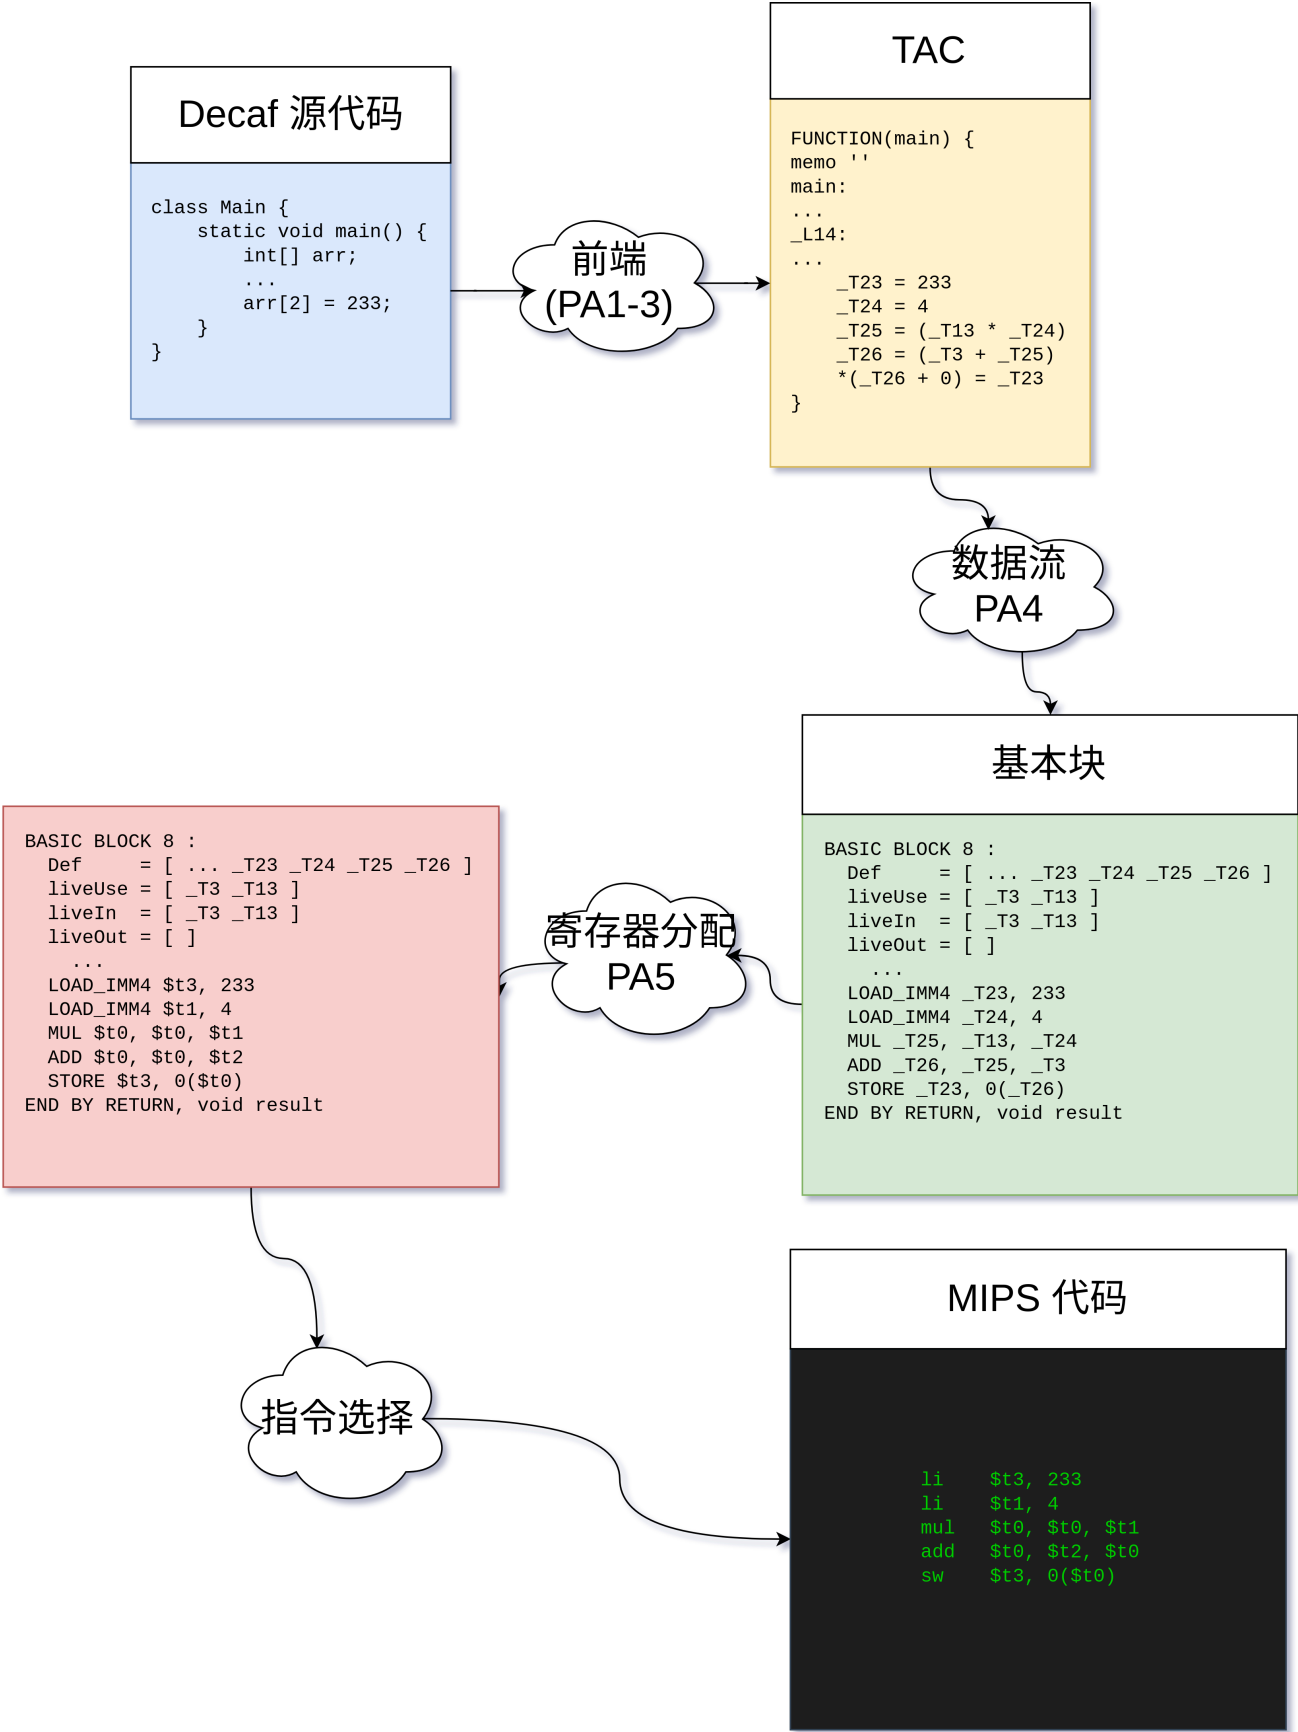 Decaf 源代码
class Main {
    static void main() {
        int[] arr;
        ...
        arr[2] = 233;
    }
}
前端
(PA1-3)
TAC
FUNCTION(main) {
memo ''
main:
...
_L14:
...
    _T23 = 233
    _T24 = 4
    _T25 = (_T13 * _T24)
    _T26 = (_T3 + _T25)
    *(_T26 + 0) = _T23
}
数据流
PA4
基本块
BASIC BLOCK 8 :
  Def     = [ ... _T23 _T24 _T25 _T26 ]
  liveUse = [ _T3 _T13 ]
  liveIn  = [ _T3 _T13 ]
  liveOut = [ ]
    ...
  LOAD_IMM4 _T23, 233
  LOAD_IMM4 _T24, 4
  MUL _T25, _T13, _T24
  ADD _T26, _T25, _T3
  STORE _T23, 0(_T26)
END BY RETURN, void result
寄存器分配
PA5
BASIC BLOCK 8 :
  Def     = [ ... _T23 _T24 _T25 _T26 ]
  liveUse = [ _T3 _T13 ]
  liveIn  = [ _T3 _T13 ]
  liveOut = [ ]
    ...
  LOAD_IMM4 $t3, 233
  LOAD_IMM4 $t1, 4
  MUL $t0, $t0, $t1
  ADD $t0, $t0, $t2
  STORE $t3, 0($t0)
END BY RETURN, void result
指令选择
MIPS 代码
li    $t3, 233
li    $t1, 4
mul   $t0, $t0, $t1
add   $t0, $t2, $t0
sw    $t3, 0($t0)